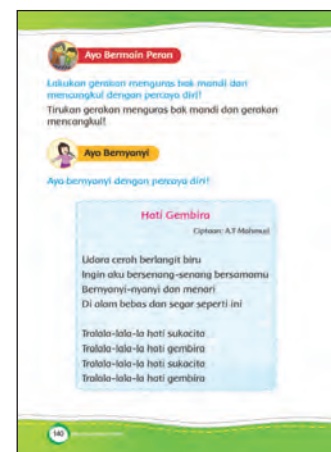 Ayo Bermain Peran
Lakukan gerakan menguras bak mandi dan
mencangkul dengan percaya diri!
Tirukan gerakan menguras bak mandi dan gerakan
mencangkul!
Ayo Bernyanyi
Ayo bernyanyi dengan percaya diri!
Hati Gembira
Ciptaan: A.T Mahmud
Udara cerah berlangit biru
Ingin aku bersenang-senang bersamamu
Bernyanyi-nyanyi dan menari
Di alam bebas dan segar seperti ini
Tralala-lala-la hati sukacita
Tralala-lala-la hati gembira
Tralala-lala-la hati sukacita
Tralala-lala-la hati gembira
140